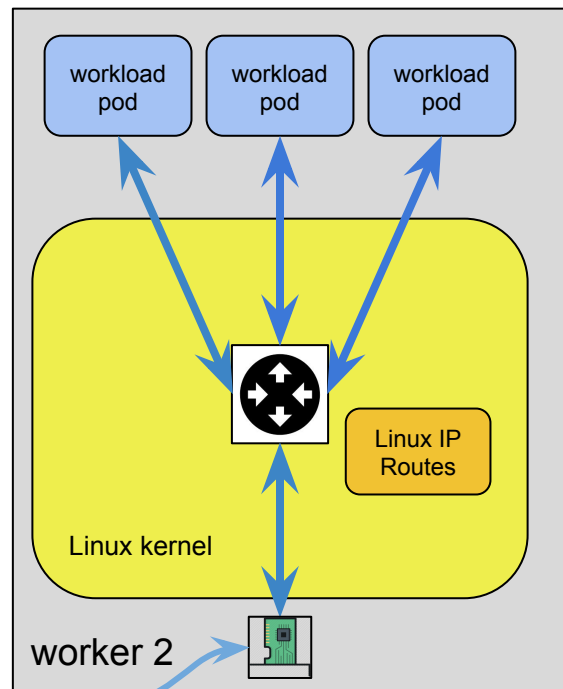 workload
pod
workload
pod
workload
pod
Linux IP
Routes
Linux kernel
worker 2